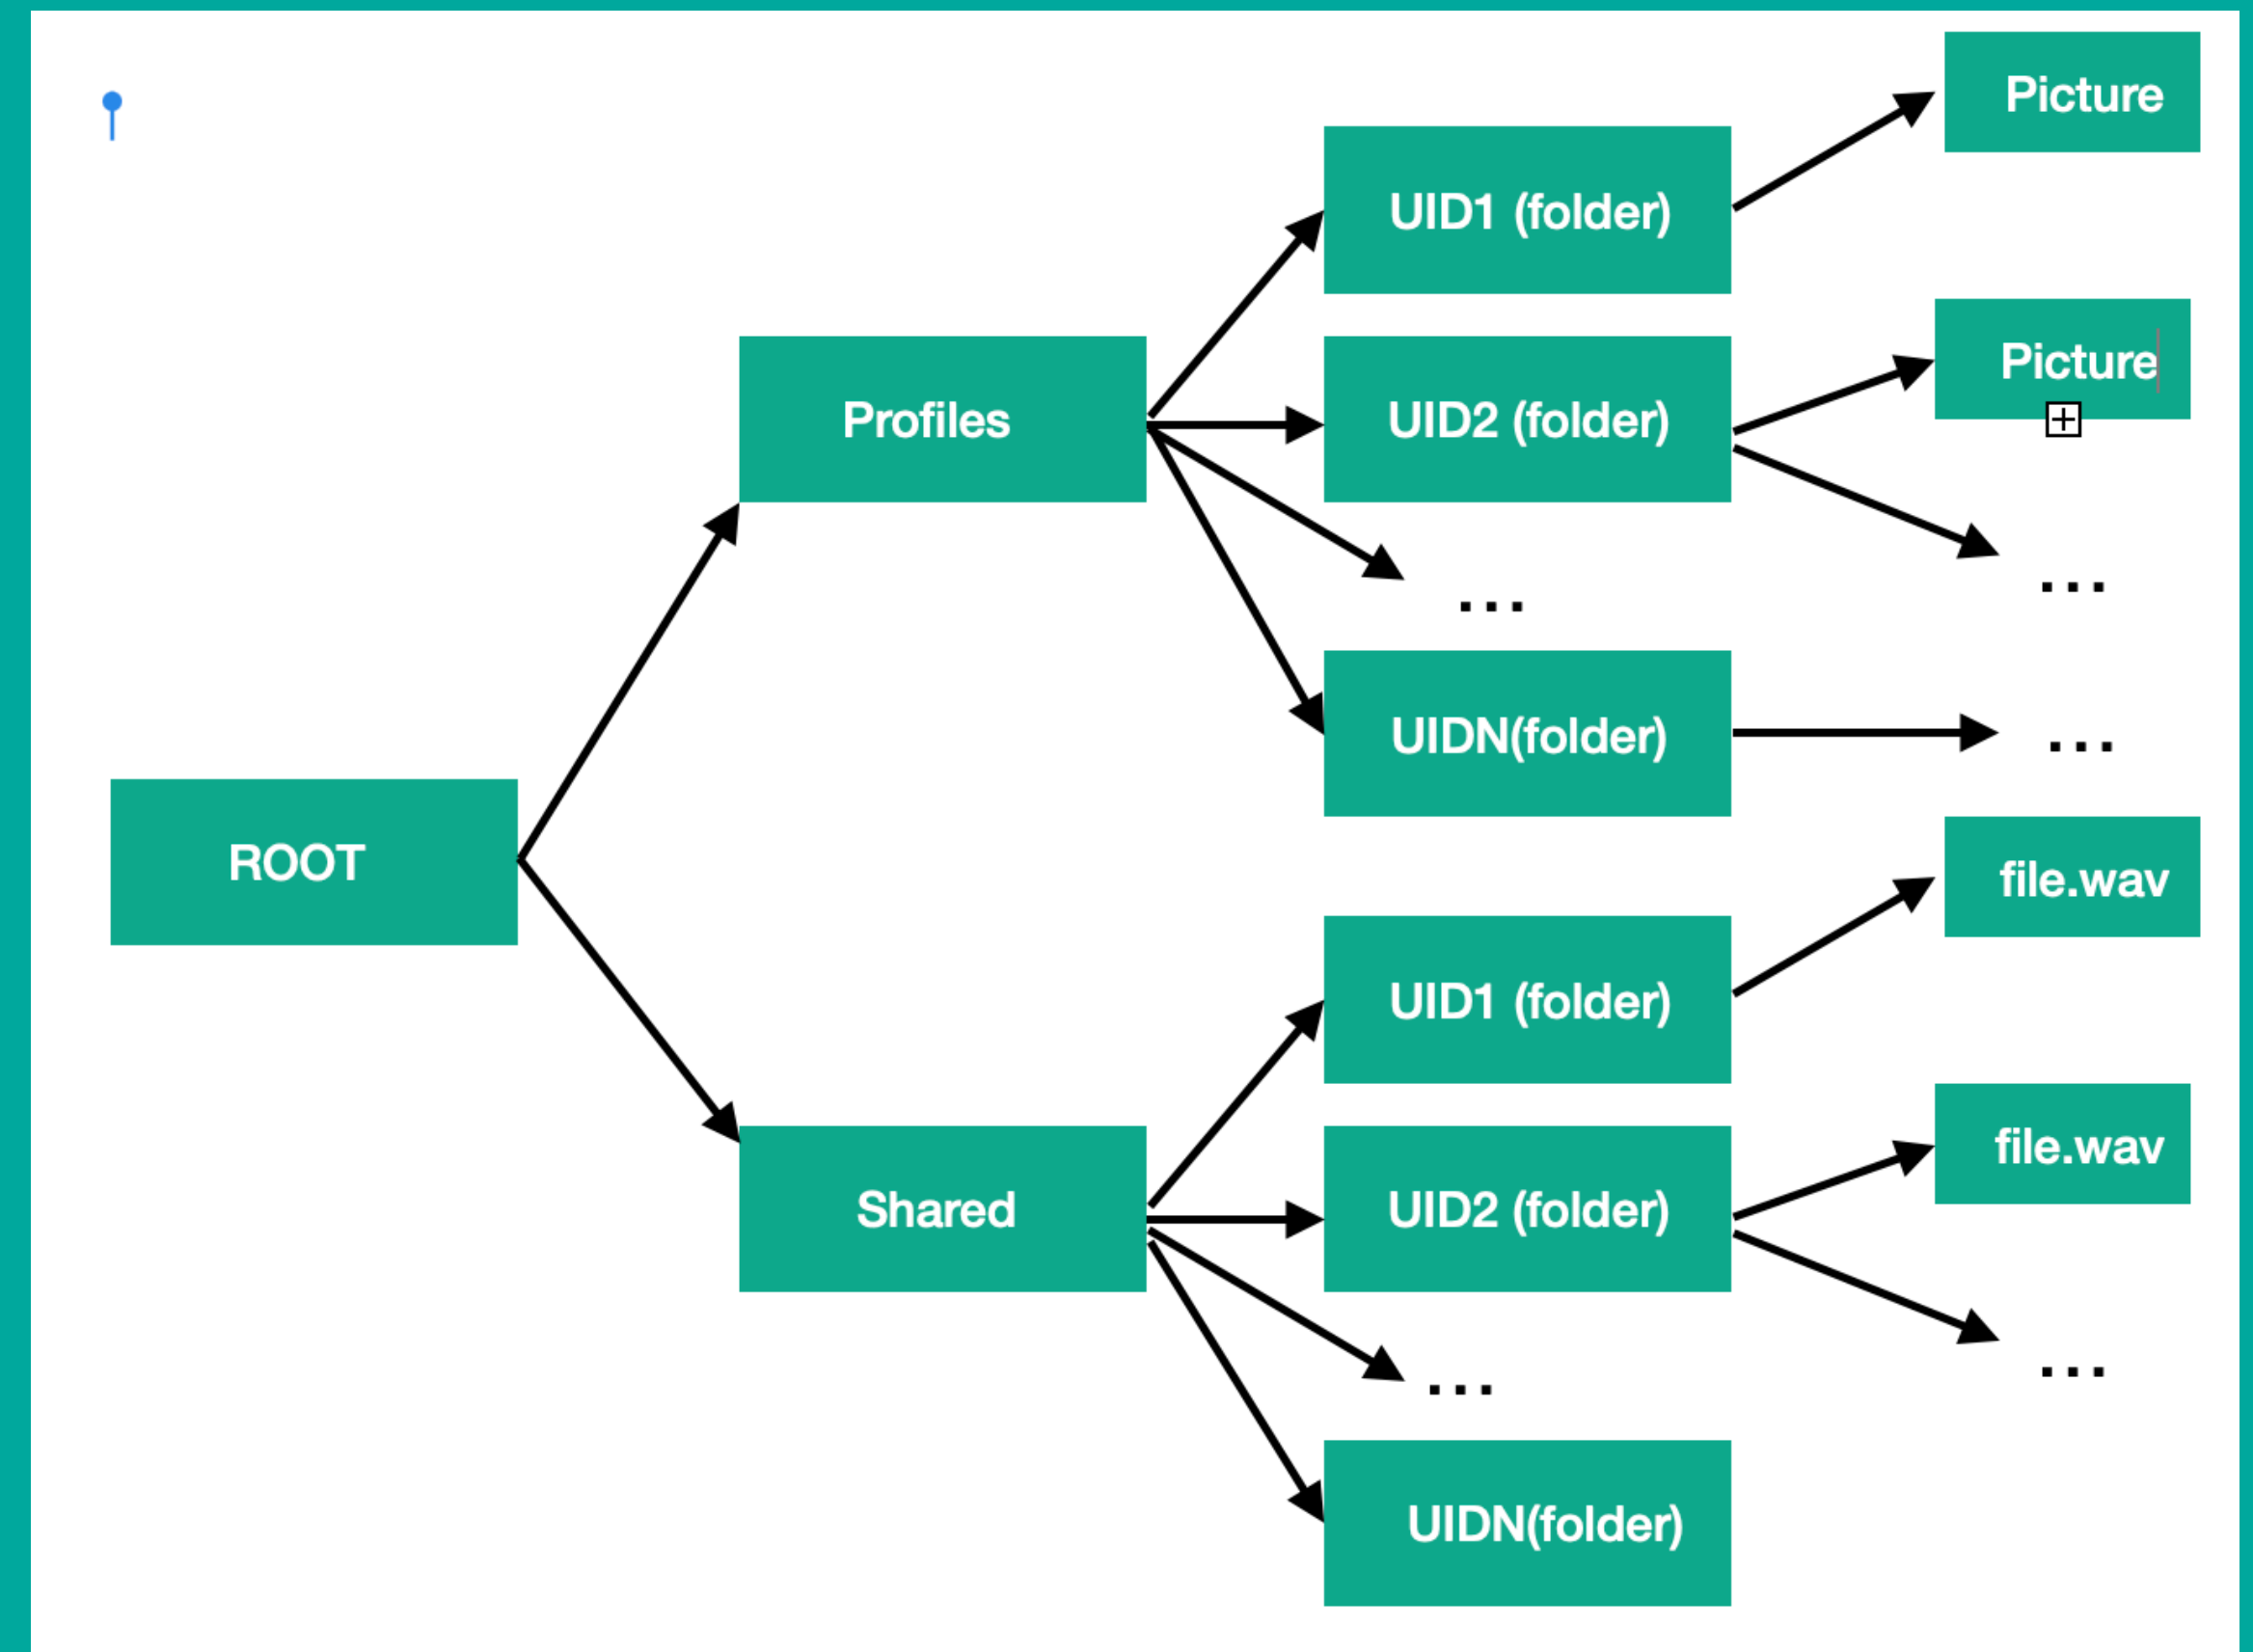 Picture
UID1 (folder)
Picture
Profiles
UID2 (folder)
...
...
UIDN(folder)
...
ROOT
file.wav
UID1 (folder)
file.wav
Shared
UID2 (folder)
...
...
UIDN(folder)